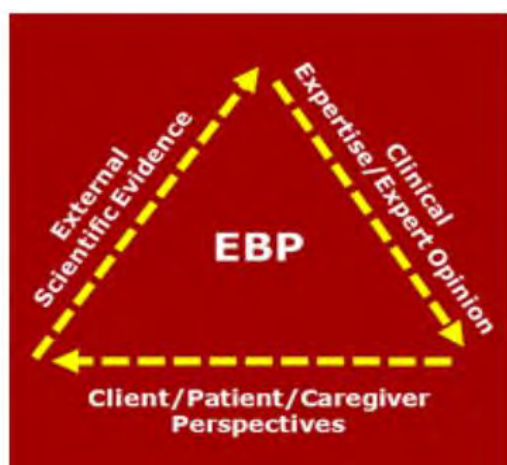 External
Scientific Evidence
Clinical
Expertise/Expert Opinion
EBP
Client/Patient/Caregiver
Perspectives